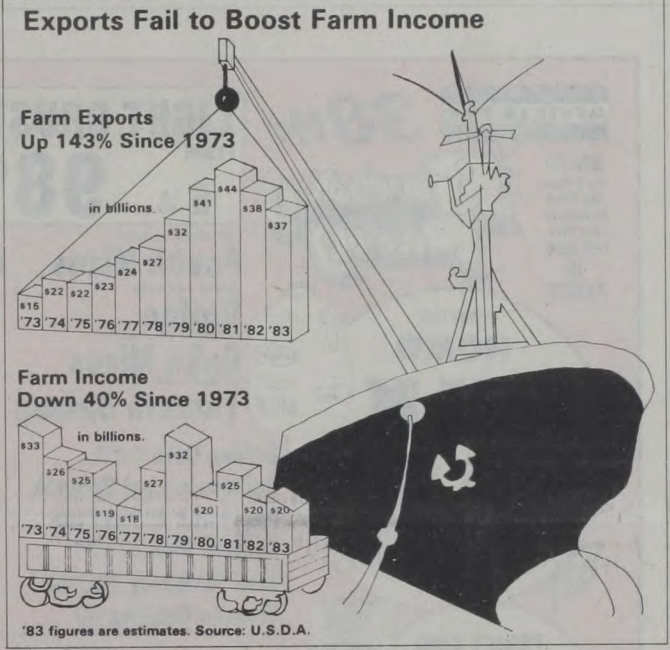 Exports Fail to Boost Farm Income
Farm Exports
Up 143% Since 1973
in billions.
$15 $22 $22 $23 $24 $27 $32 $41 $44 $38 $37
'73 '74 '75 '76 '77 '78 '79 '80 '81 '82 '83
Farm Income
Down 40% Since 1973
in billions.
$33 $26 $25 $19 $18 $27 $32 $20 $25 $20 $20
'73 '74 '75 '76 '77 '78 '79 '80 '81 '82 '83
'83 figures are estimates. Source: U.S.D.A.